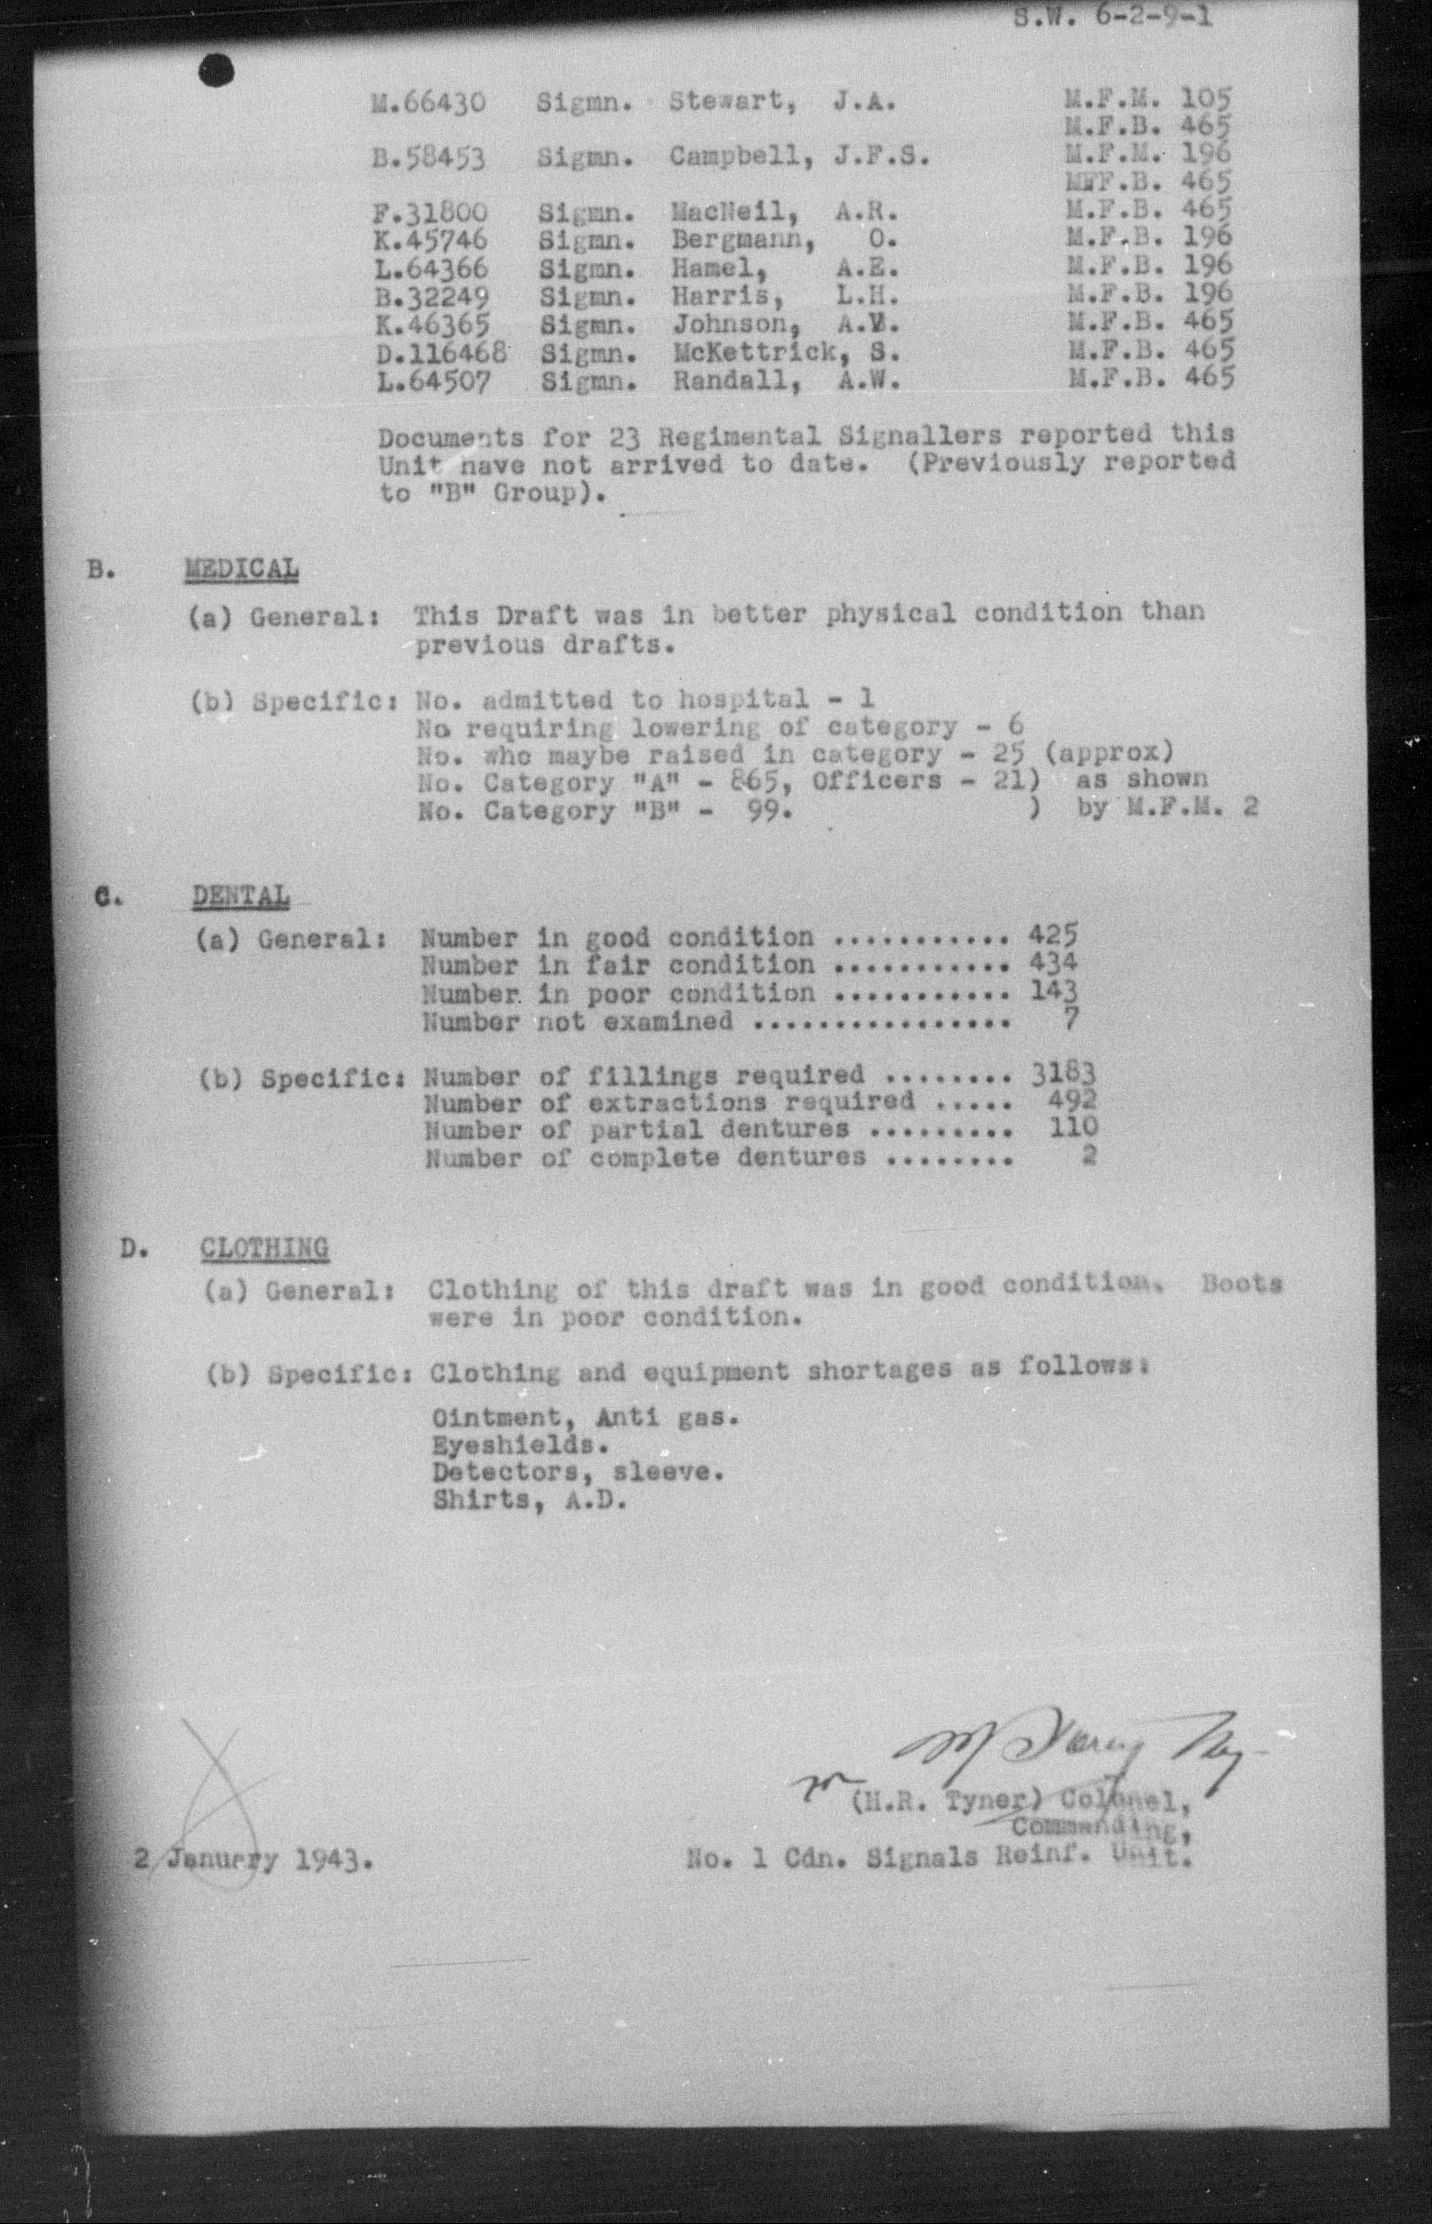 S.W. 6-2-9-1
M.66430 Sigmn. Stewart, J.A. M.F.M. 105
M.F.B. 465
B.58453 Sigmn. Campbell, J.F.S. M.F.M. 196
MFF.B. 465
F.31800 Sigmn. MacNeil, A.R. M.F.B. 465
K.45746 Sigmn. Bergmann, O. M.F.B. 196
L.64366 Sigmn. Hamel, A.E. M.F.B. 196
B.32249 Sigmn. Harris, L.H. M.F.B. 196
K.46365 Sigmn. Johnson, M.F.B. 465
D.116468 Sigmn. McKettrick, S. M.F.B. 465
L.64507 Sigmn. Randall, A.W. M.F.B. 465
Documents for 23 Regimental Signallers reported this
Unit have not arrived to date. (Previously reported
to "B" Group).
B. MEDICAL
(a) General: This Draft was in better physical condition than
previous drafts.
(b) Specific: No. admitted to hospital - 1
No requiring lowering of category - 6
No. who maybe raised in category - 25 (approx)
No. Category "A" - 865, Officers - 21) as shown
No. Category "B" - 99. ) by M.F.M. 2
C. DENTAL
(a) General: Number in good condition ........... 425
Number in fair condition ........... 434
Number. in poor condition ........... 143
Number not examined ................ 7
(b) Specific: Number of fillings required ........ 3183
Number of extractions required ..... 492
Number of partial dentures ......... 110
Number of complete dentures ........ 2
D. CLOTHING
(a) General: Clothing of this draft was in good condition. Boots
were in poor condition.
(b) Specific: Clothing and equipment shortages as follows:
Ointment, Anti gas.
Eyeshields.
Detectors, sleeve.
Shirts, A.D.
(H.R. Tyner) Colonel,
Commanding,
2 January 1943. No. 1 Cdn. Signals Reinf. Unit.